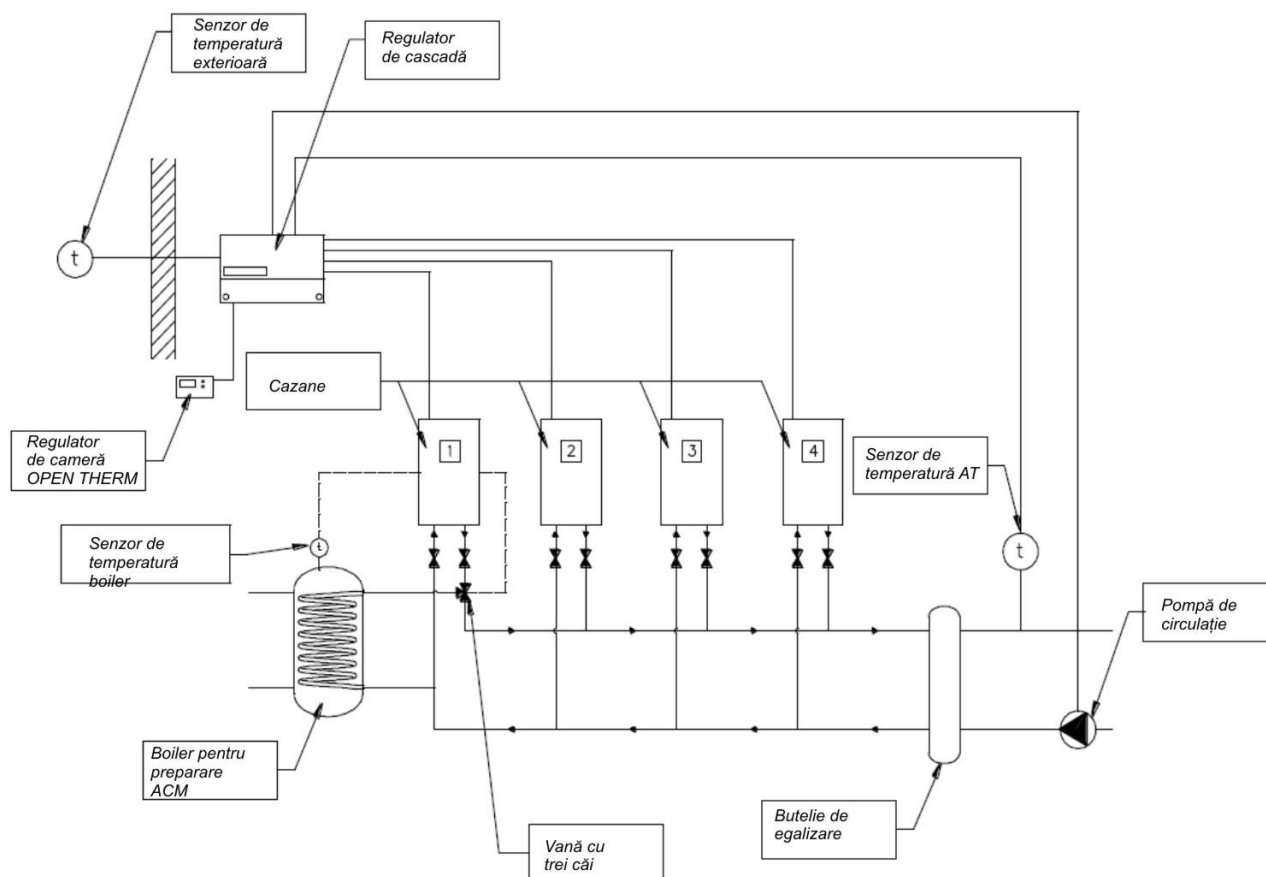 Senzor de
temperatură
exterioară
Regulator
de cascadă
t
Cazane
Regulator
de cameră
OPEN THERM
1
2
3
4
Senzor de
temperatură AT
Senzor de
temperatură
boiler
t
t
Pompă de
circulație
Boiler pentru
preparare
ACM
Butelie de
egalizare
Vană cu
trei căi